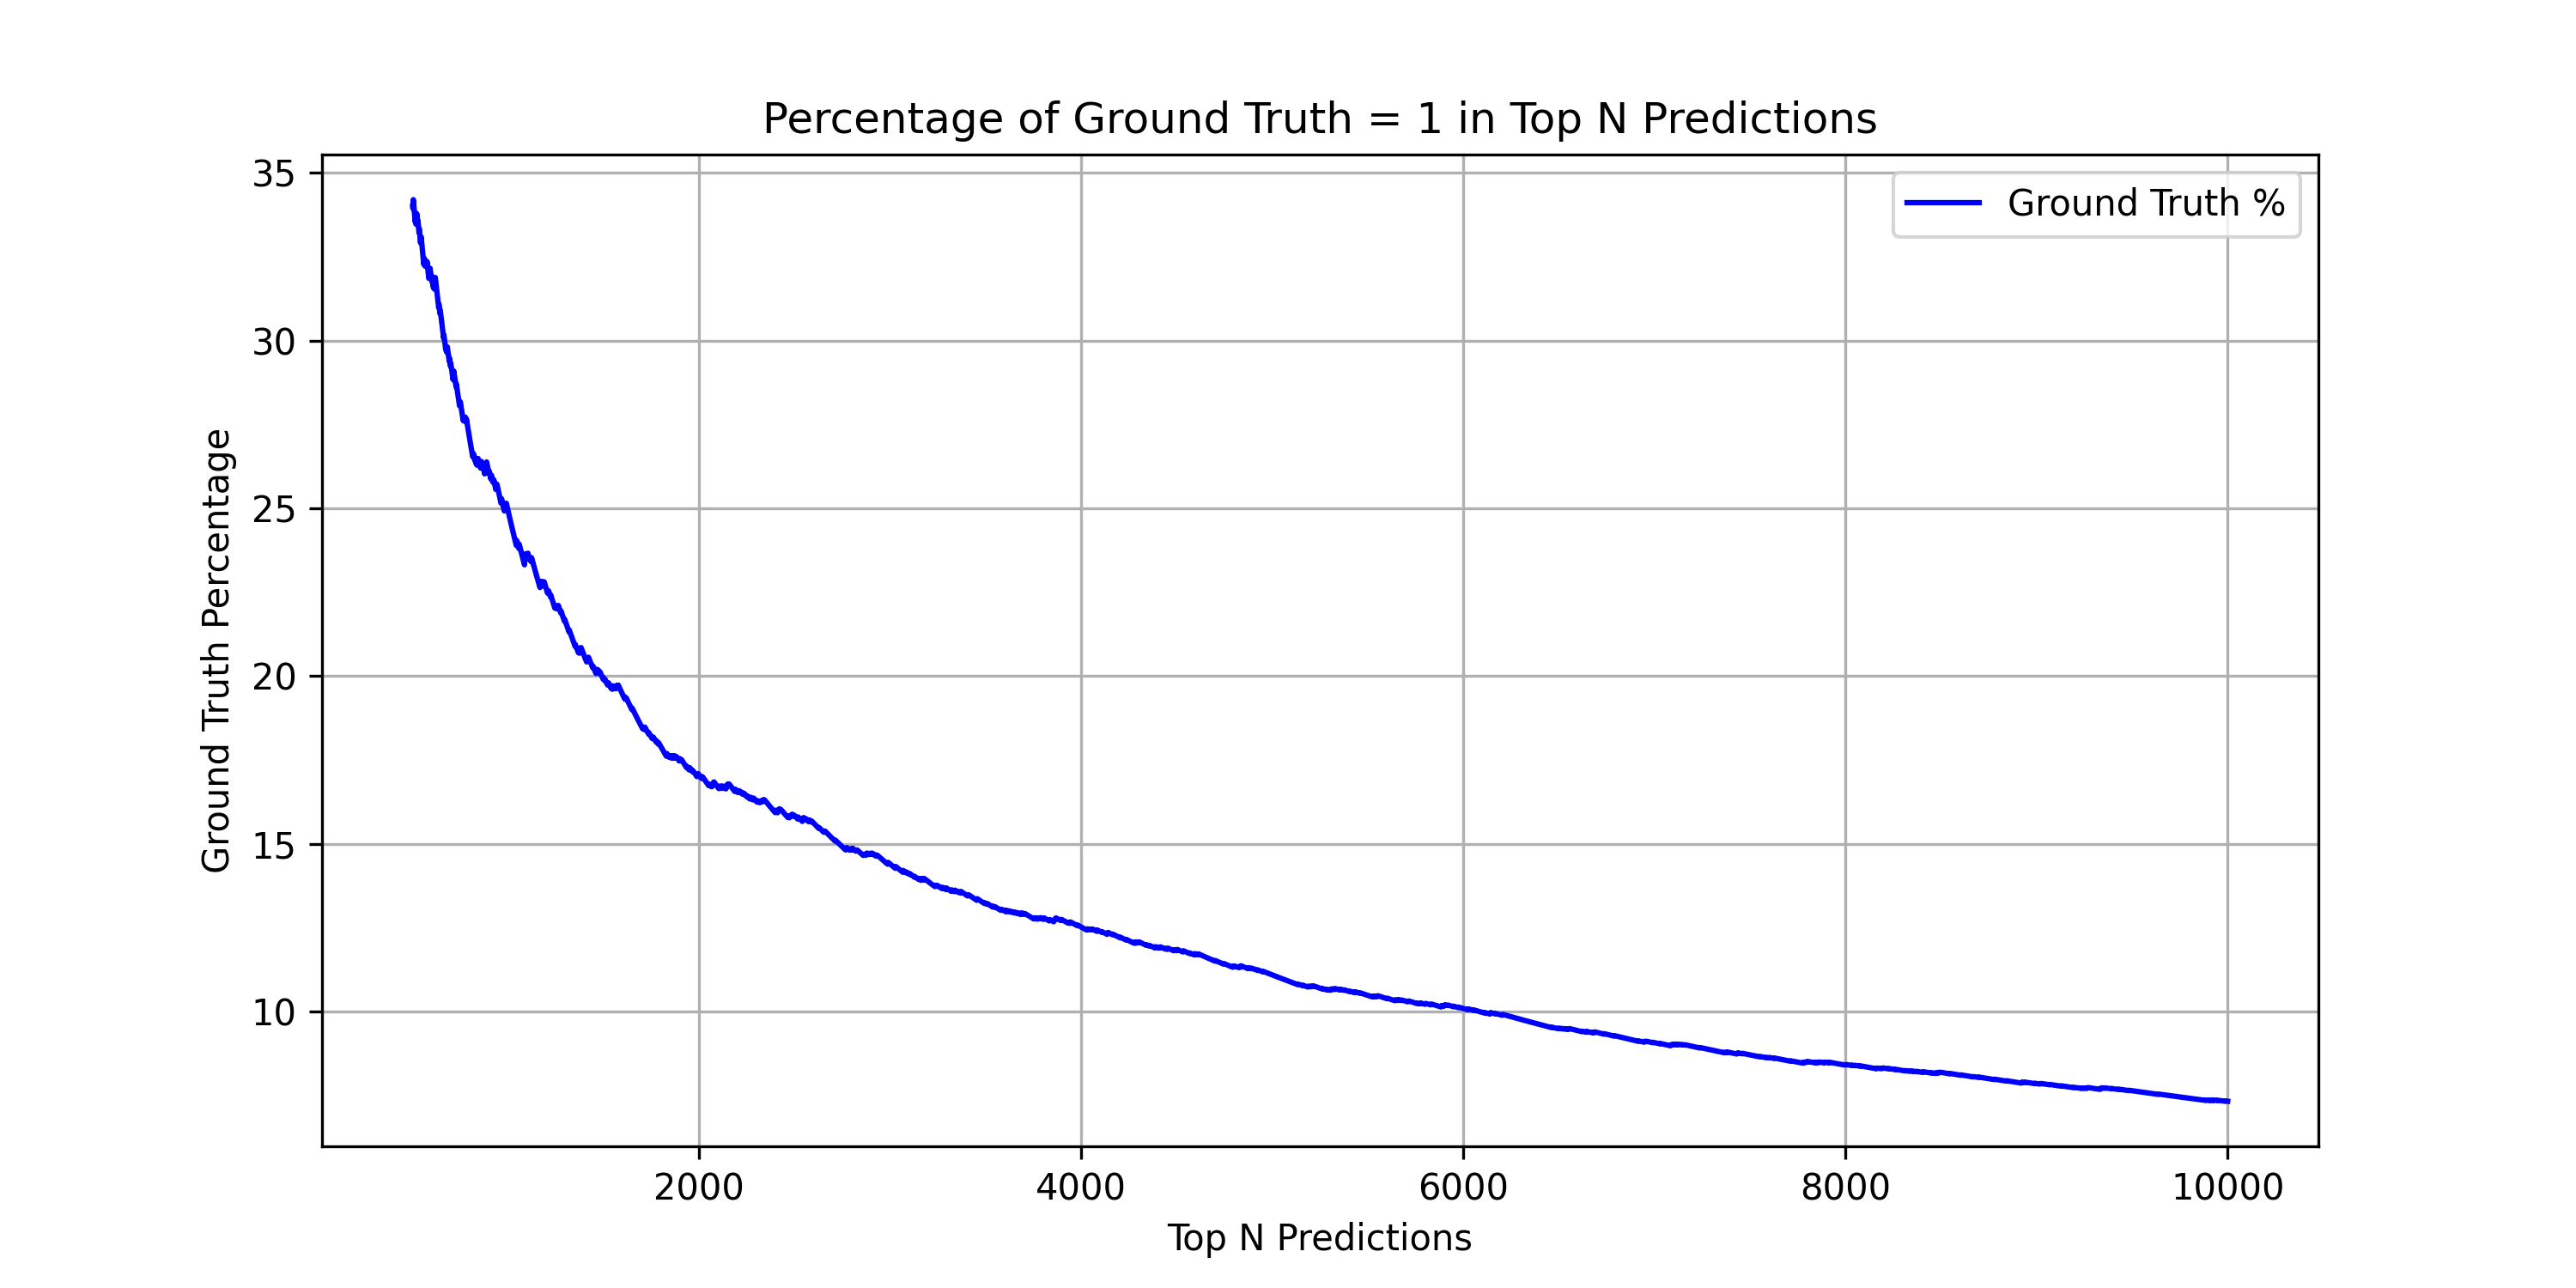 Percentage of Ground Truth = 1 in Top N Predictions
Ground Truth %
Ground Truth Percentage
35
30
25
20
15
10
2000 4000 6000 8000 10000
Top N Predictions